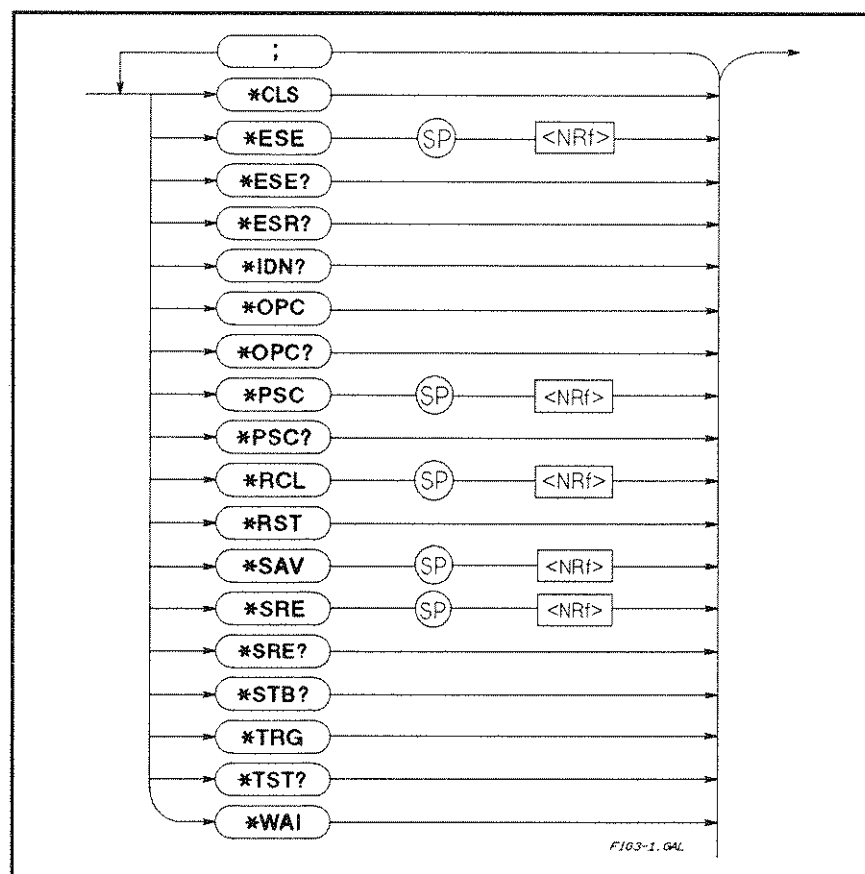 ;
*CLS
*ESE SP <NRf>
*ESE?
*ESR?
*IDN?
*OPC
*OPC?
*PSC SP <NRf>
*PSC?
*RCL SP <NRf>
*RST
*SAV SP <NRf>
*SRE SP <NRf>
*SRE?
*STB?
*TRG
*TST?
*WAI
FIG3-1.GAL